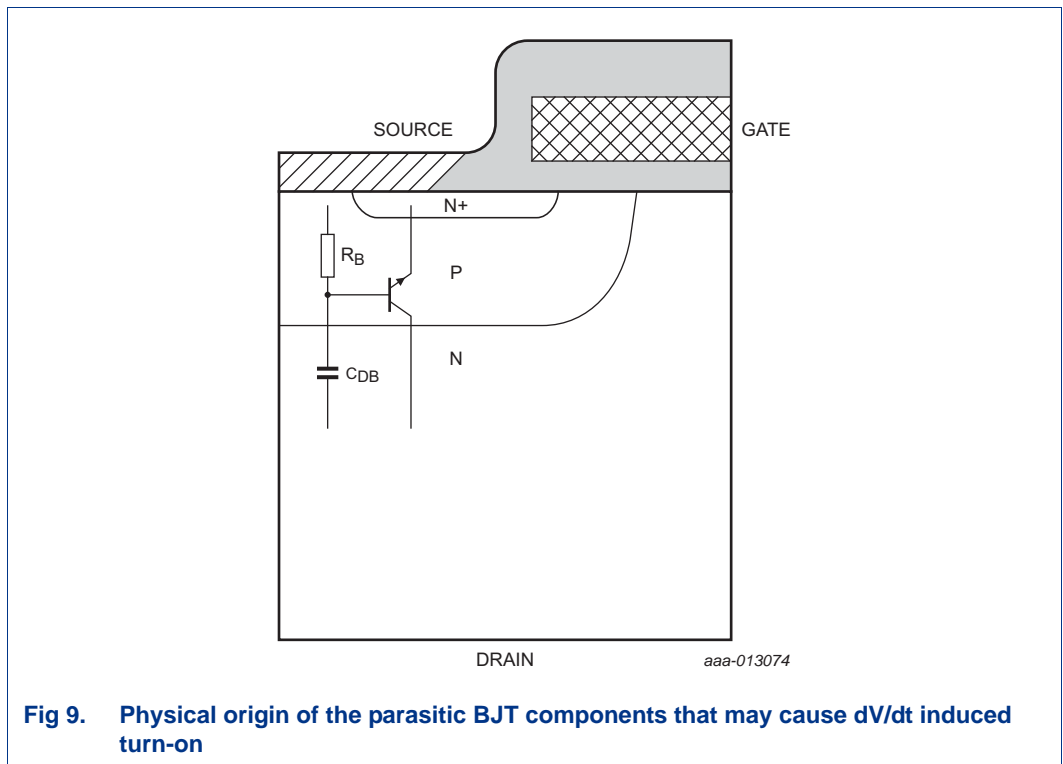 SOURCE
GATE
N+
RB
P
N
CDB
DRAIN
aaa-013074
Fig 9. Physical origin of the parasitic BJT components that may cause dV/dt induced
turn-on